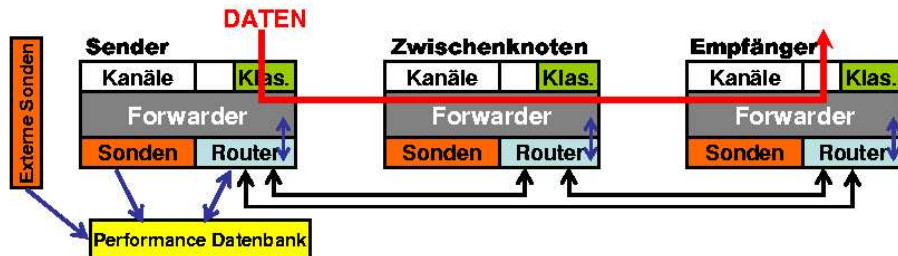 DATEN
Sender
Zwischenknoten
Empfänger
Externe Sonden
Kanäle
Klas.
Kanäle
Klas.
Kanäle
Klas.
Forwarder
Forwarder
Forwarder
Sonden
Router
Sonden
Router
Sonden
Router
Performance Datenbank